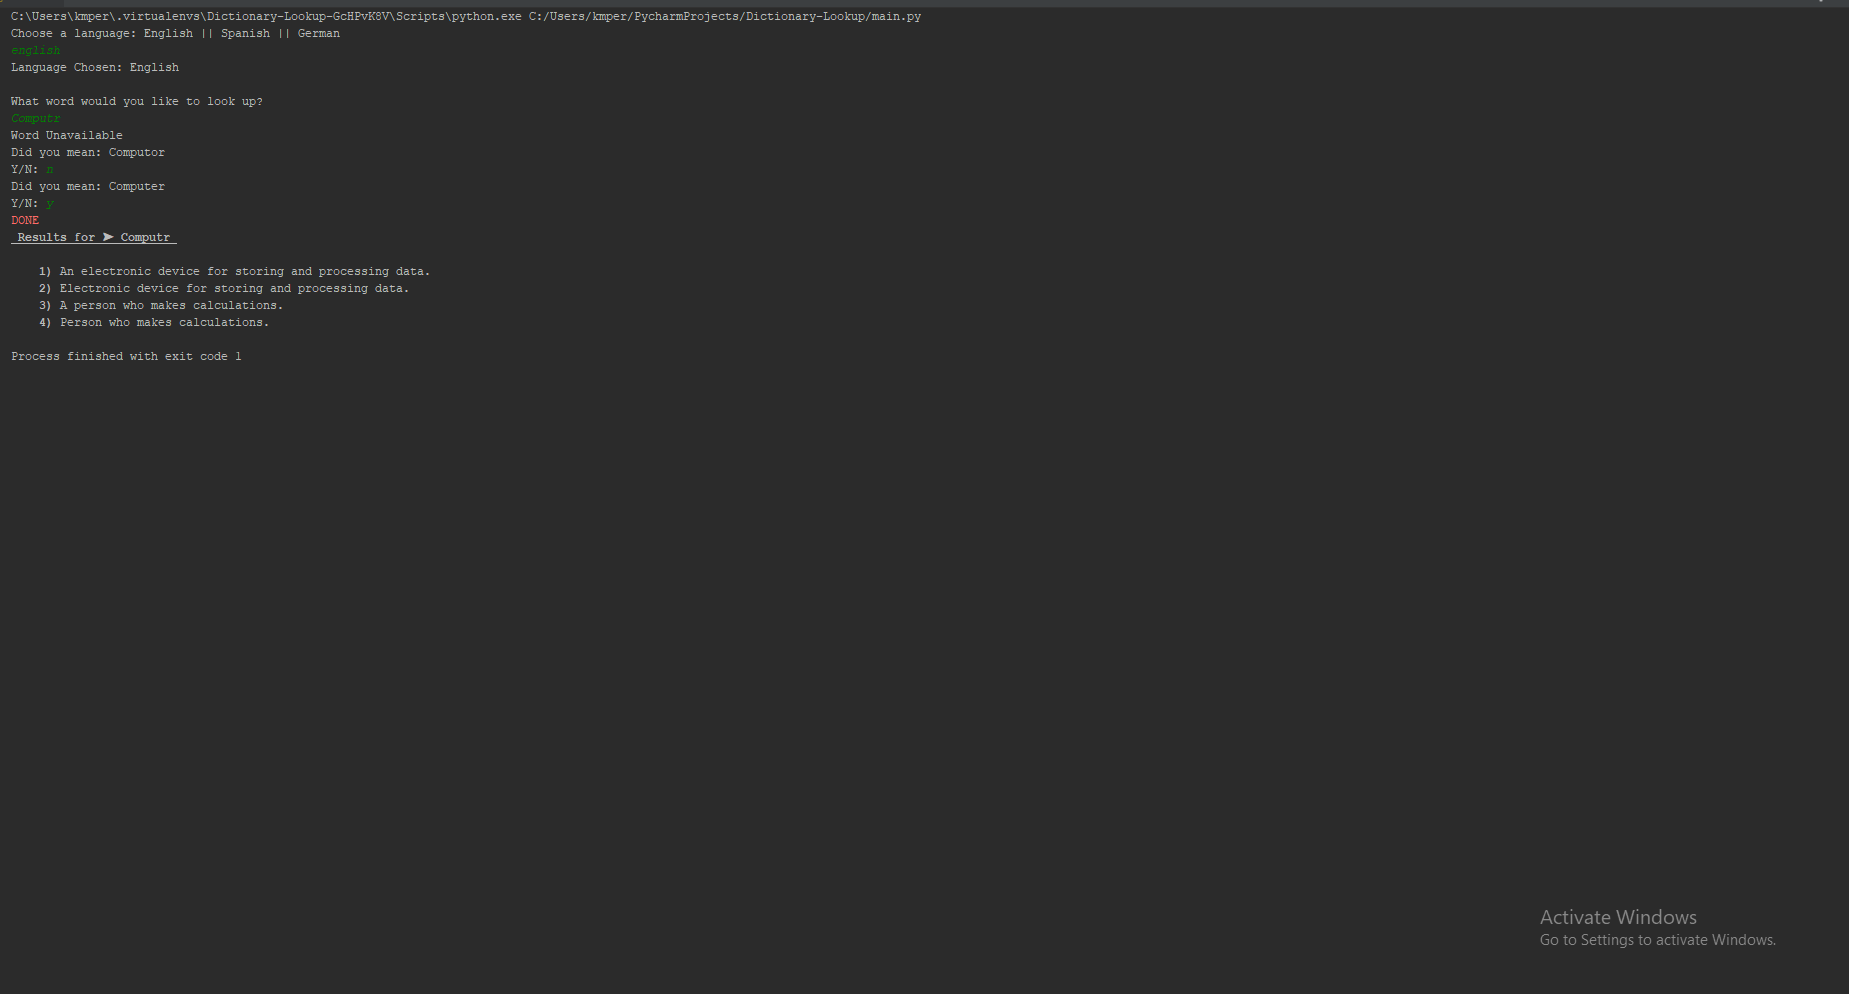 C:\Users\kmper\.virtualenvs\Dictionary-Lookup-GcHPvK8V\Scripts\python.exe C:/Users/kmper/PycharmProjects/Dictionary-Lookup/main.py
Choose a language: English || Spanish || German
english
Language Chosen: English
What word would you like to look up?
Computr
Word Unavailable
Did you mean: Computor
Y/N: n
Did you mean: Computer
Y/N: y
DONE
Results for ➤ Computr
1) An electronic device for storing and processing data.
2) Electronic device for storing and processing data.
3) A person who makes calculations.
4) Person who makes calculations.
Process finished with exit code 1
Activate Windows
Go to Settings to activate Windows.